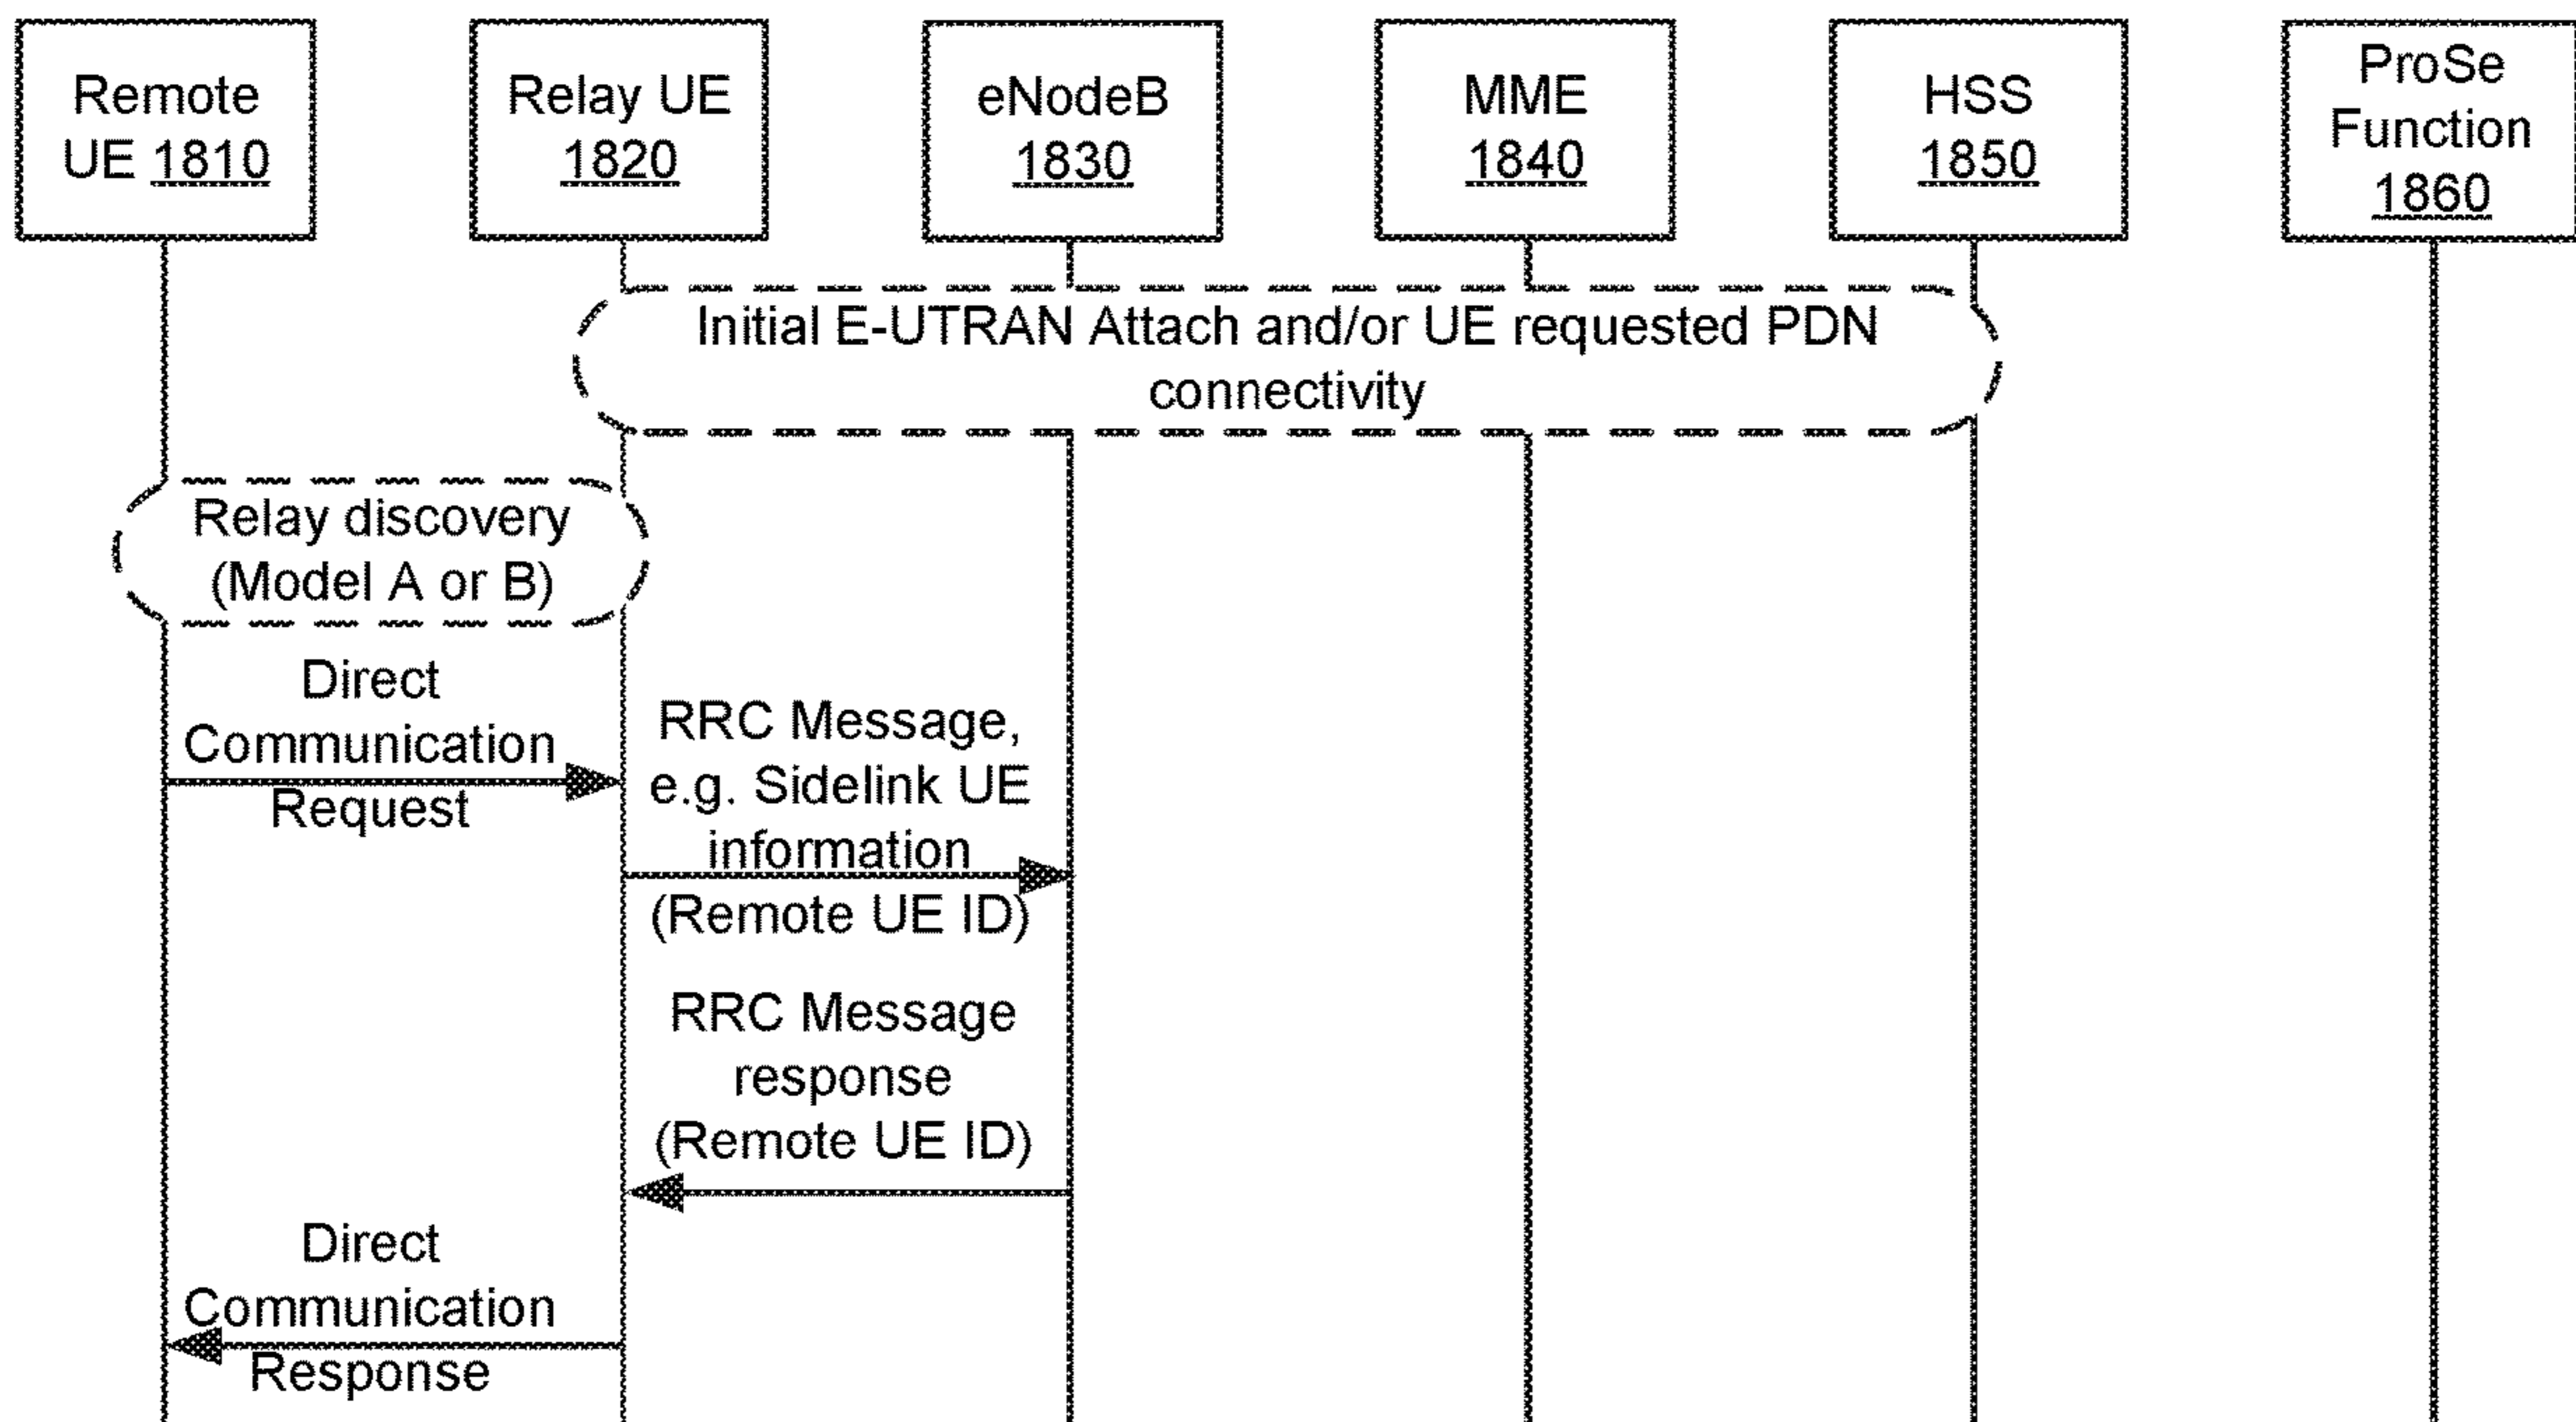 Remote
UE 1810
Relay UE
1820
eNodeB
1830
MME
1840
HSS
1850
ProSe
Function
1860
Initial E-UTRAN Attach and/or UE requested PDN
connectivity
Relay discovery
(Model A or B)
Direct
Communication
Request
RRC Message,
e.g. Sidelink UE
information
(Remote UE ID)
RRC Message
response
(Remote UE ID)
Direct
Communication
Response